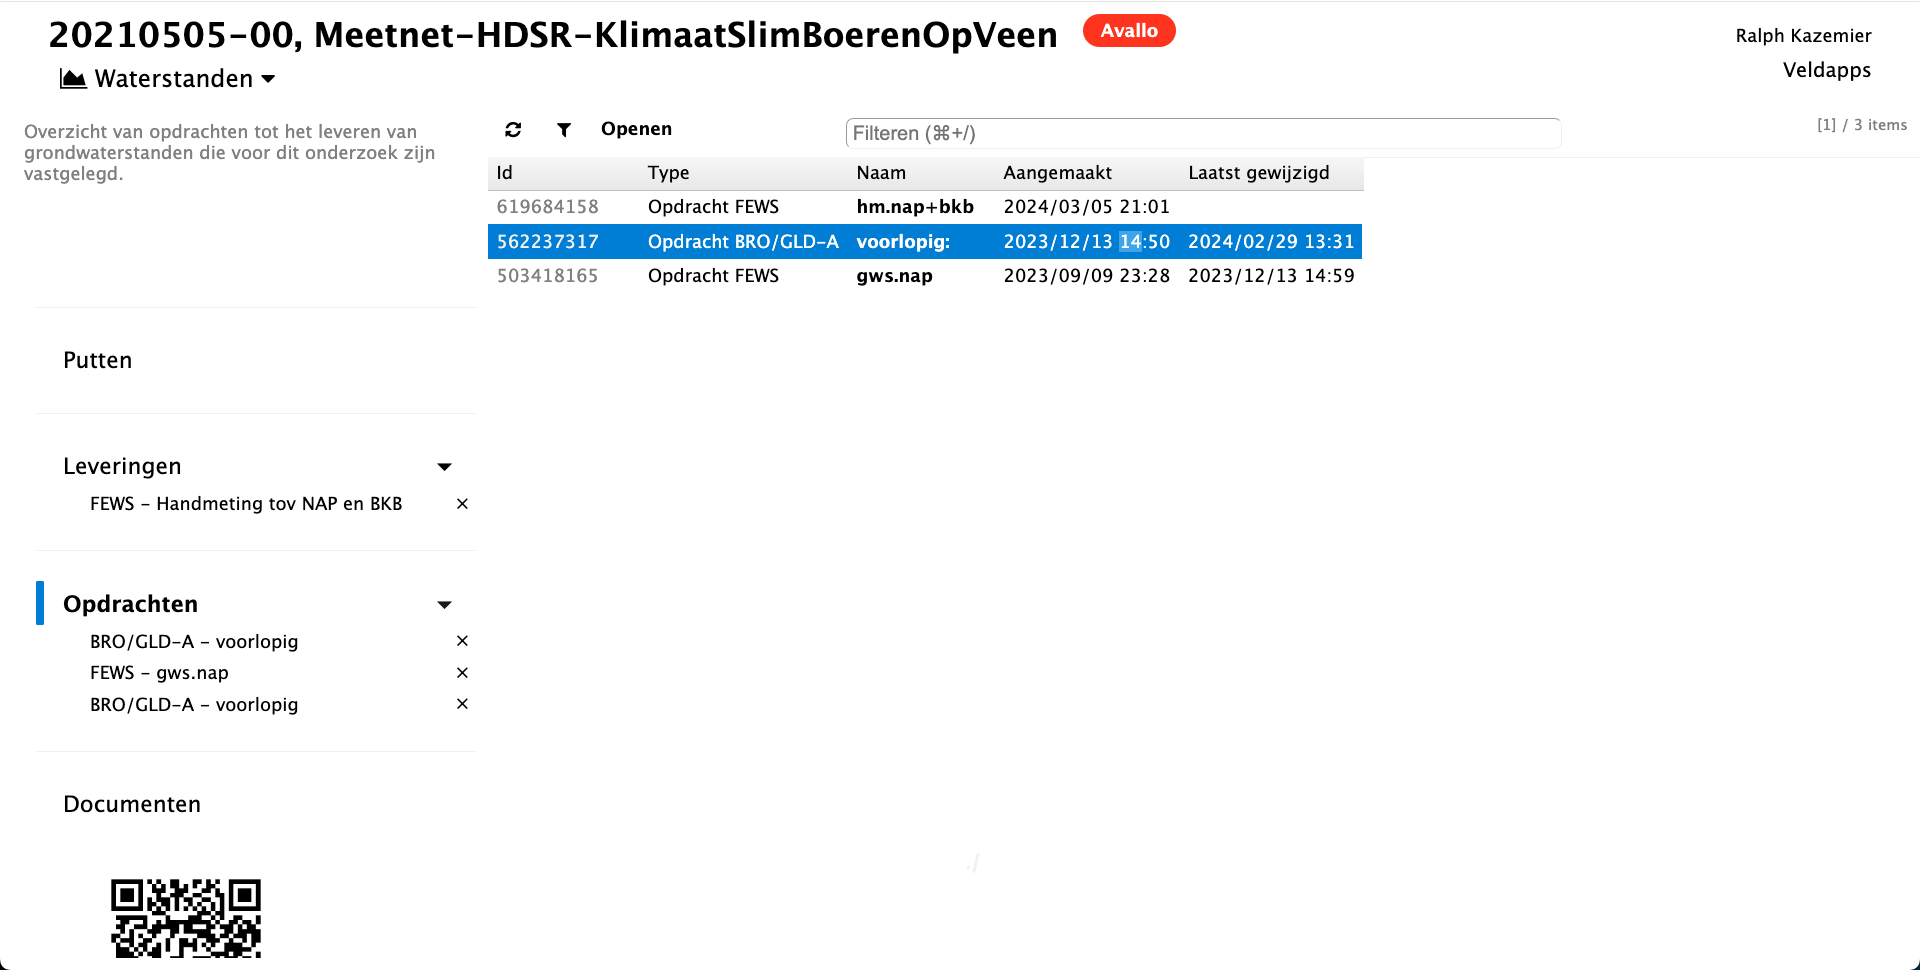 20210505-00, Meetnet-HDSR-KlimaatSlimBoerenOpVeen Avallo
Ralph Kazemier
Waterstanden
Veldapps
Overzicht van opdrachten tot het leveren van
grondwaterstanden die voor dit onderzoek zijn
vastgelegd.
Openen
Filteren (⌘+/)
[1] / 3 items
Id Type Naam Aangemaakt Laatst gewijzigd
619684158 Opdracht FEWS hm.nap+bkb 2024/03/05 21:01
562237317 Opdracht BRO/GLD-A voorlopig: 2023/12/13 14:50 2024/02/29 13:31
503418165 Opdracht FEWS gws.nap 2023/09/09 23:28 2023/12/13 14:59
Putten
Leveringen
FEWS - Handmeting tov NAP en BKB ×
Opdrachten
BRO/GLD-A - voorlopig ×
FEWS - gws.nap ×
BRO/GLD-A - voorlopig ×
Documenten
./